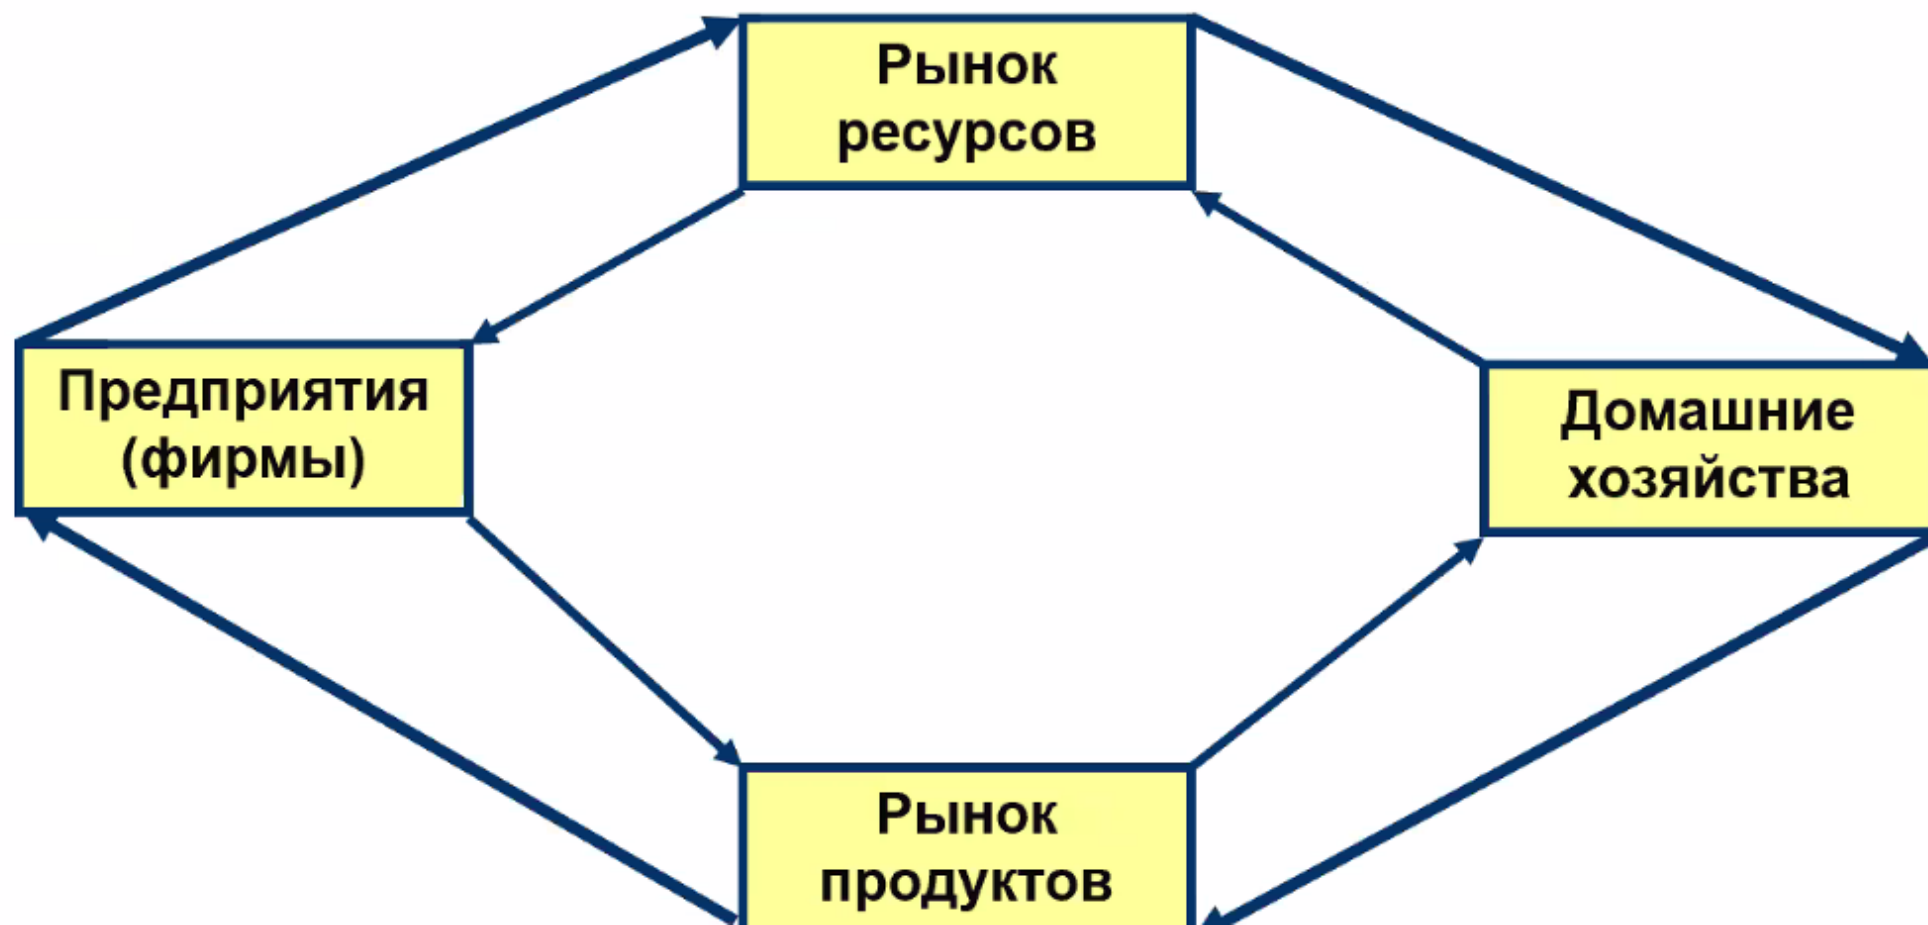 Рынок
ресурсов
Предприятия
(фирмы)
Домашние
хозяйства
Рынок
продуктов